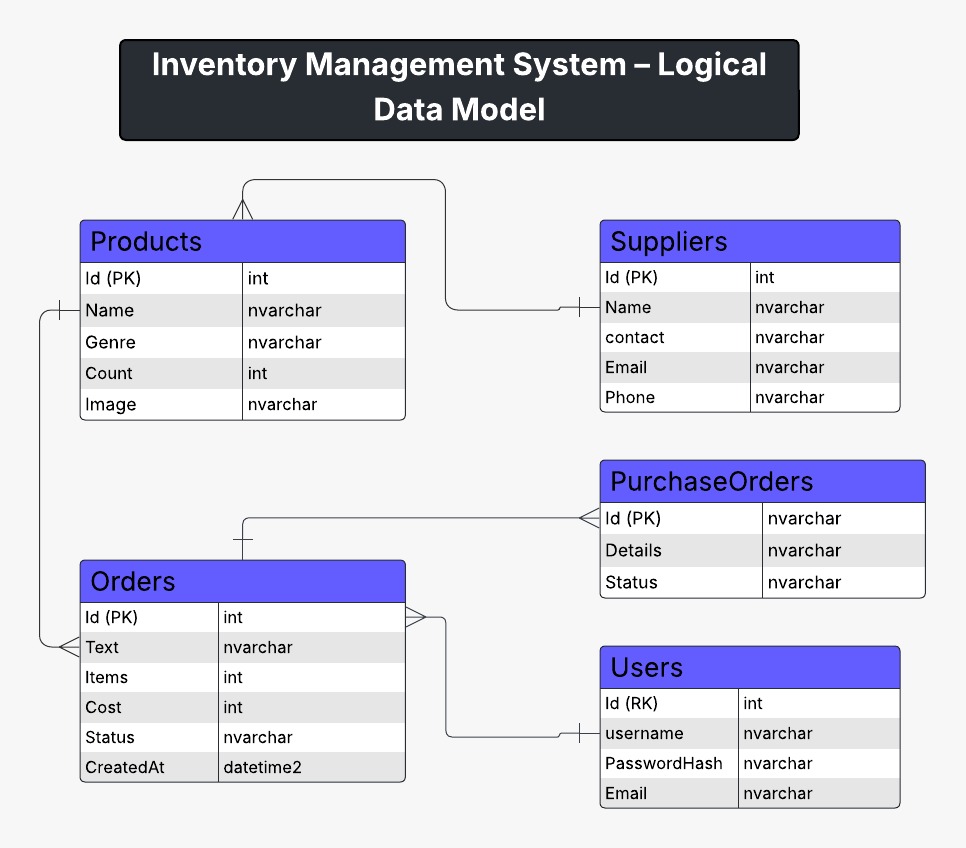 Inventory Management System – Logical
Data Model
Products
Id (PK) int
Name nvarchar
Genre nvarchar
Count int
Image nvarchar
Suppliers
Id (PK) int
Name nvarchar
contact nvarchar
Email nvarchar
Phone nvarchar
PurchaseOrders
Id (PK) nvarchar
Details nvarchar
Status nvarchar
Orders
Id (PK) int
Text nvarchar
Items int
Cost int
Status nvarchar
CreatedAt datetime2
Users
Id (RK) int
username nvarchar
PasswordHash nvarchar
Email nvarchar